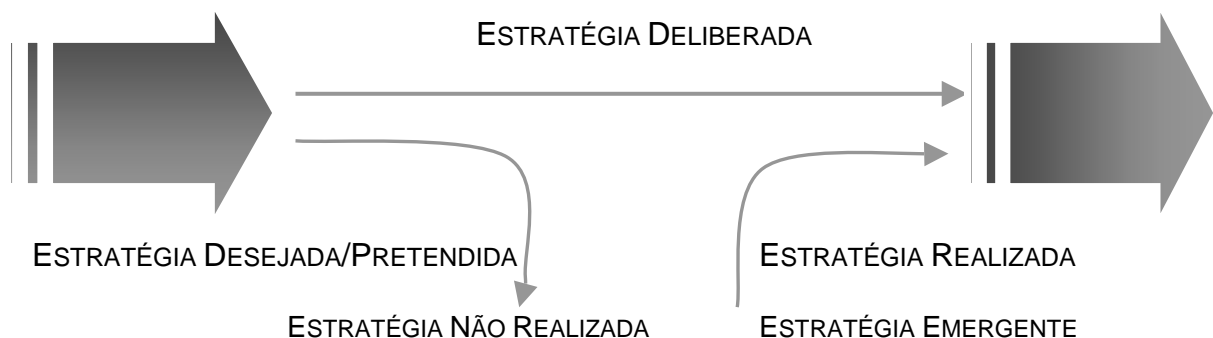 ESTRATÉGIA DELIBERADA
ESTRATÉGIA DESEJADA/PRETENDIDA
ESTRATÉGIA REALIZADA
ESTRATÉGIA NÃO REALIZADA
ESTRATÉGIA EMERGENTE